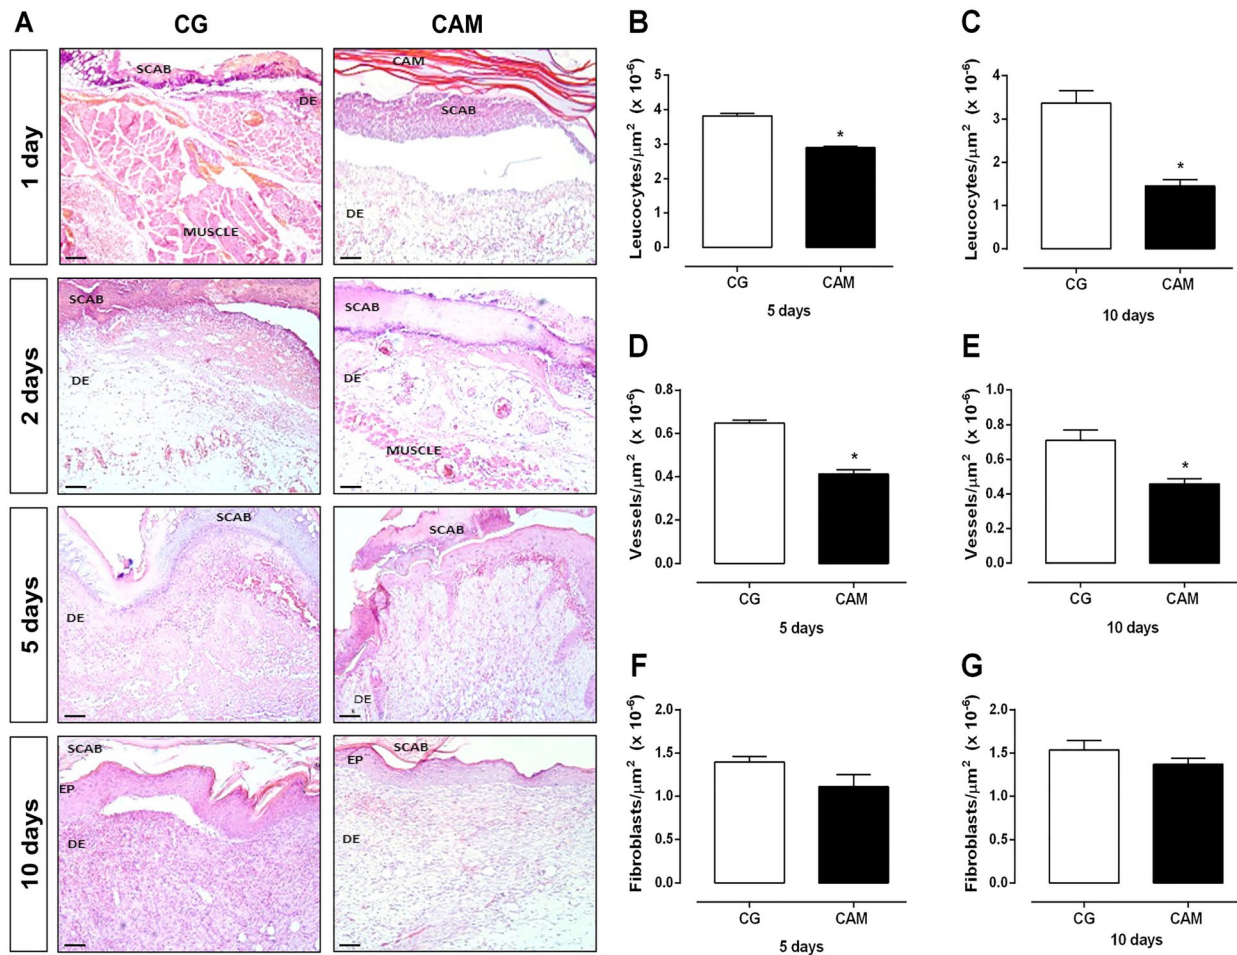 A
CG
CAM
1 day
SCAB
DE
MUSCLE
CAM
SCAB
DE
2 days
SCAB
DE
SCAB
DE
MUSCLE
5 days
SCAB
DE
SCAB
DE
10 days
SCAB
EP
DE
SCAB
EP
DE
B
Leucocytes/μm² (x 10⁻⁶)
5
4
3
2
1
0
*
CG
CAM
5 days
C
Leucocytes/μm² (x 10⁻⁶)
4
3
2
1
0
*
CG
CAM
10 days
D
Vessels/μm² (x 10⁻⁶)
0.8
0.6
0.4
0.2
0.0
*
CG
CAM
5 days
E
Vessels/μm² (x 10⁻⁶)
1.0
0.8
0.6
0.4
0.2
0.0
*
CG
CAM
10 days
F
Fibroblasts/μm² (x 10⁻⁶)
2.0
1.5
1.0
0.5
0.0
CG
CAM
5 days
G
Fibroblasts/μm² (x 10⁻⁶)
2.0
1.5
1.0
0.5
0.0
CG
CAM
10 days